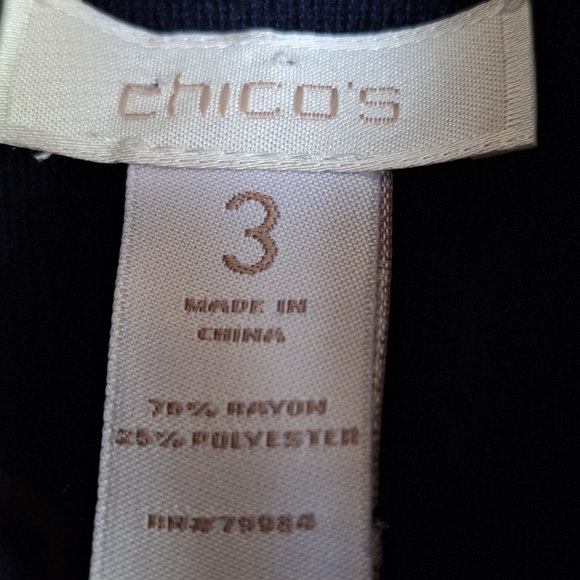 chico's
3
MADE IN
CHINA
75% RAYON
25% POLYESTER
RN#79984